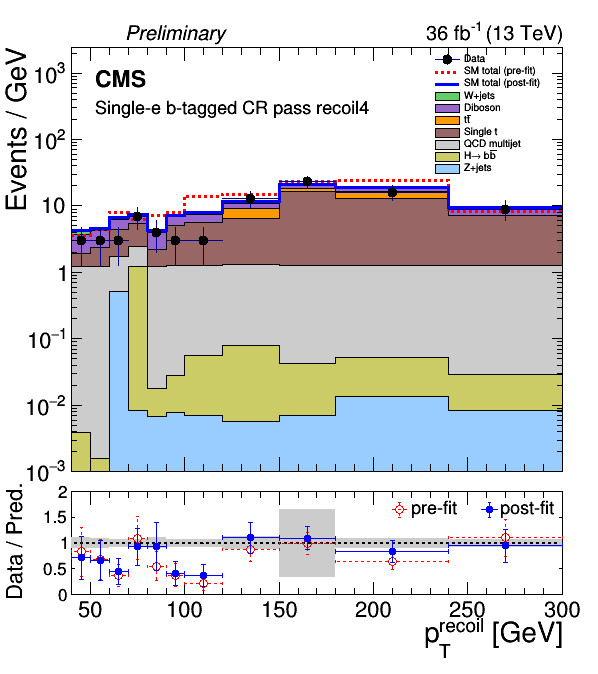 Preliminary 36 fb⁻¹ (13 TeV)
Events / GeV
CMS
Single-e b-tagged CR pass recoil4
Data
SM total (pre-fit)
SM total (post-fit)
W+jets
Diboson
tt̅
Single t
QCD multijet
H→ bb̅
Z+jets
10³
10²
10
1
10⁻¹
10⁻²
10⁻³
Data / Pred.
2
1.5
1
0.5
0
pre-fit post-fit
50 100 150 200 250 300
p_T^recoil [GeV]